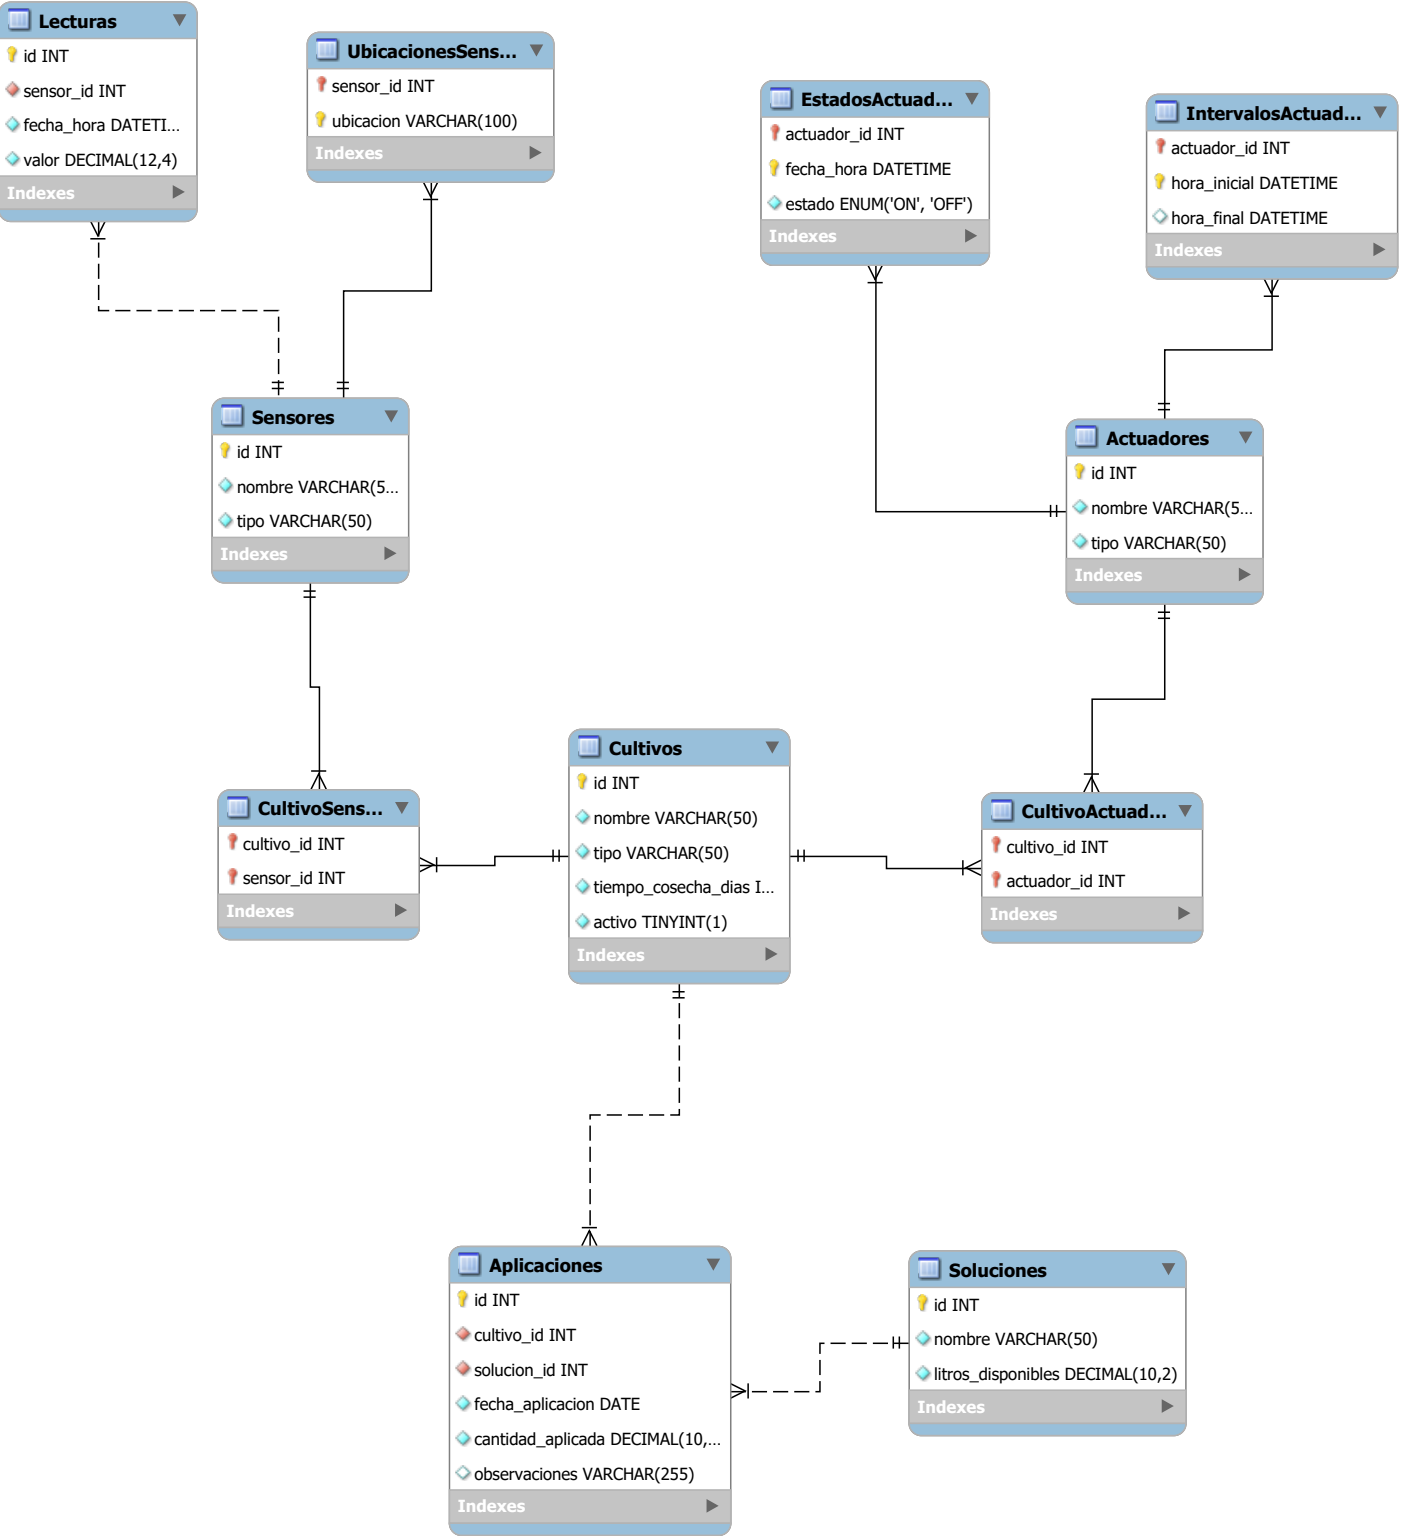 Lecturas
id INT
sensor_id INT
fecha_hora DATETI...
valor DECIMAL(12,4)
Indexes
UbicacionesSens...
sensor_id INT
ubicacion VARCHAR(100)
Indexes
EstadosActuad...
actuador_id INT
fecha_hora DATETIME
estado ENUM('ON', 'OFF')
Indexes
IntervalosActuad...
actuador_id INT
hora_inicial DATETIME
hora_final DATETIME
Indexes
Sensores
id INT
nombre VARCHAR(5...
tipo VARCHAR(50)
Indexes
Actuadores
id INT
nombre VARCHAR(5...
tipo VARCHAR(50)
Indexes
CultivoSens...
cultivo_id INT
sensor_id INT
Indexes
Cultivos
id INT
nombre VARCHAR(50)
tipo VARCHAR(50)
tiempo_cosecha_dias I...
activo TINYINT(1)
Indexes
CultivoActuad...
cultivo_id INT
actuador_id INT
Indexes
Aplicaciones
id INT
cultivo_id INT
solucion_id INT
fecha_aplicacion DATE
cantidad_aplicada DECIMAL(10,...
observaciones VARCHAR(255)
Indexes
Soluciones
id INT
nombre VARCHAR(50)
litros_disponibles DECIMAL(10,2)
Indexes